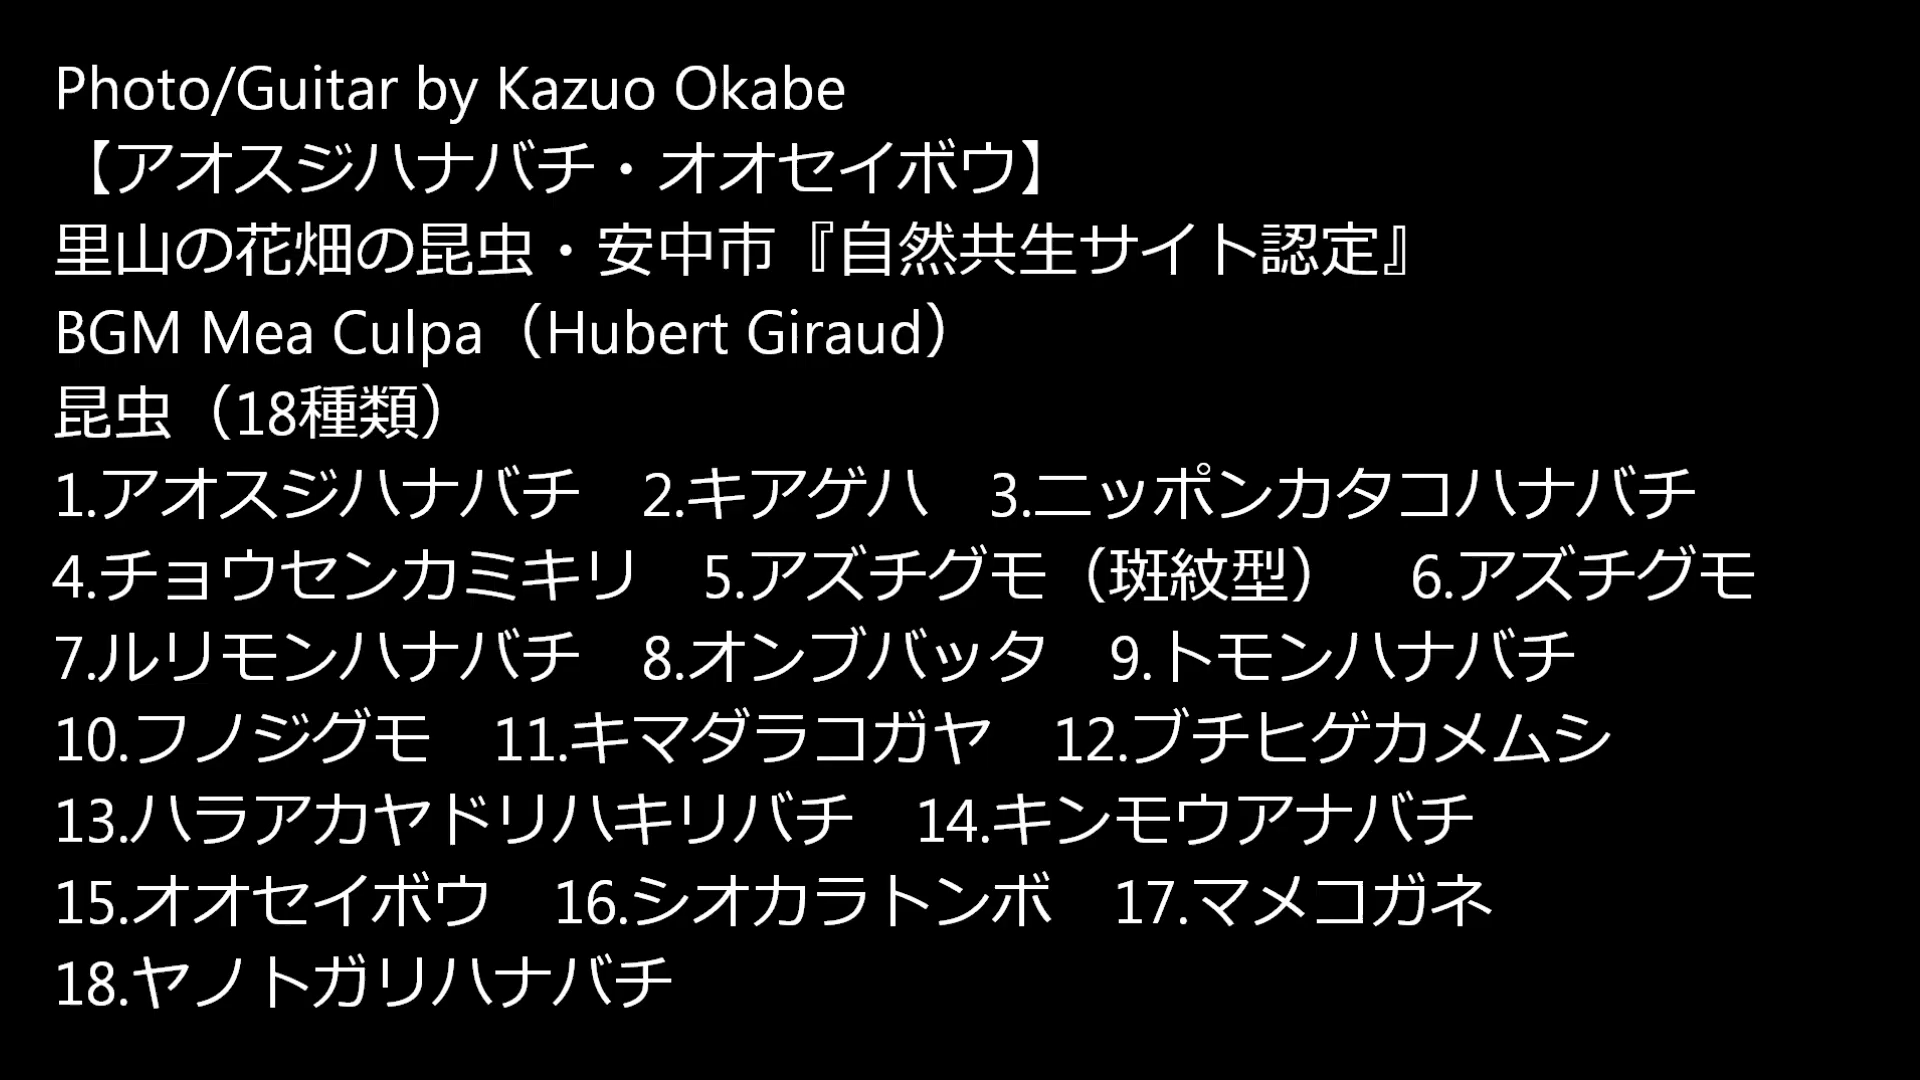 Photo/Guitar by Kazuo Okabe
【アオスジハナバチ・オオセイボウ】
里山の花畑の昆虫・安中市『自然共生サイト認定』
BGM Mea Culpa（Hubert Giraud）
昆虫（18種類）
1.アオスジハナバチ　2.キアゲハ　3.ニッポンカタコハナバチ
4.チョウセンカミキリ　5.アズチグモ（斑紋型）　6.アズチグモ
7.ルリモンハナバチ　8.オンブバッタ　9.トモンハナバチ
10.フノジグモ　11.キマダラコガヤ　12.ブチヒゲカメムシ
13.ハラアカヤドリハキリバチ　14.キンモウアナバチ
15.オオセイボウ　16.シオカラトンボ　17.マメコガネ
18.ヤノトガリハナバチ